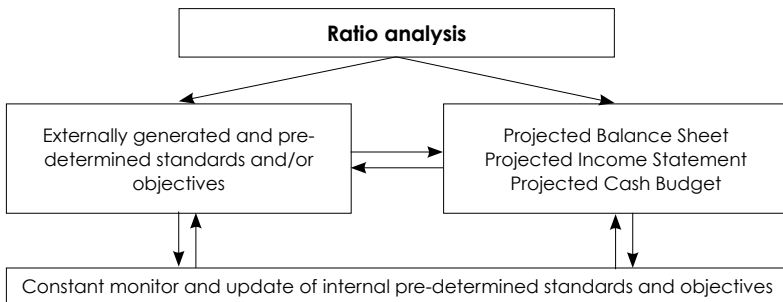 Ratio analysis
Externally generated and pre-
determined standards and/or
objectives
Projected Balance Sheet
Projected Income Statement
Projected Cash Budget
Constant monitor and update of internal pre-determined standards and objectives